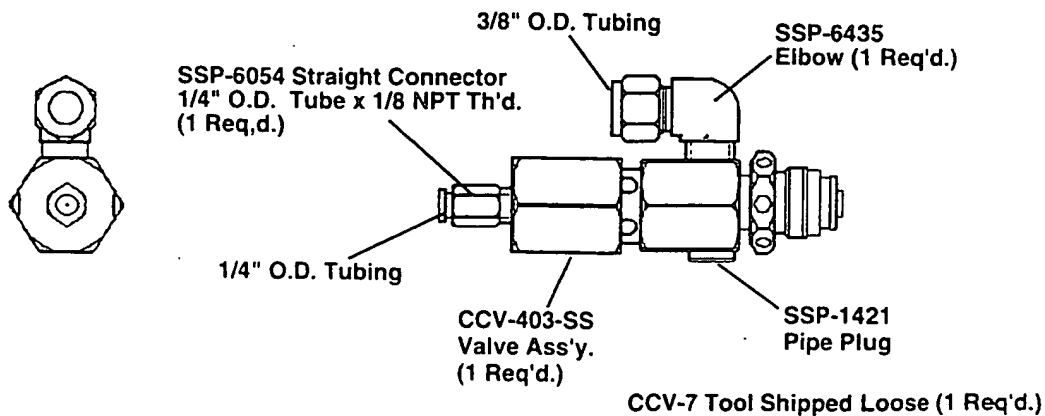 3/8" O.D. Tubing
SSP-6435
Elbow (1 Req'd.)
SSP-6054 Straight Connector
1/4" O.D. Tube x 1/8 NPT Th'd.
(1 Req,d.)
1/4" O.D. Tubing
CCV-403-SS
Valve Ass'y.
(1 Req'd.)
SSP-1421
Pipe Plug
CCV-7 Tool Shipped Loose (1 Req'd.)